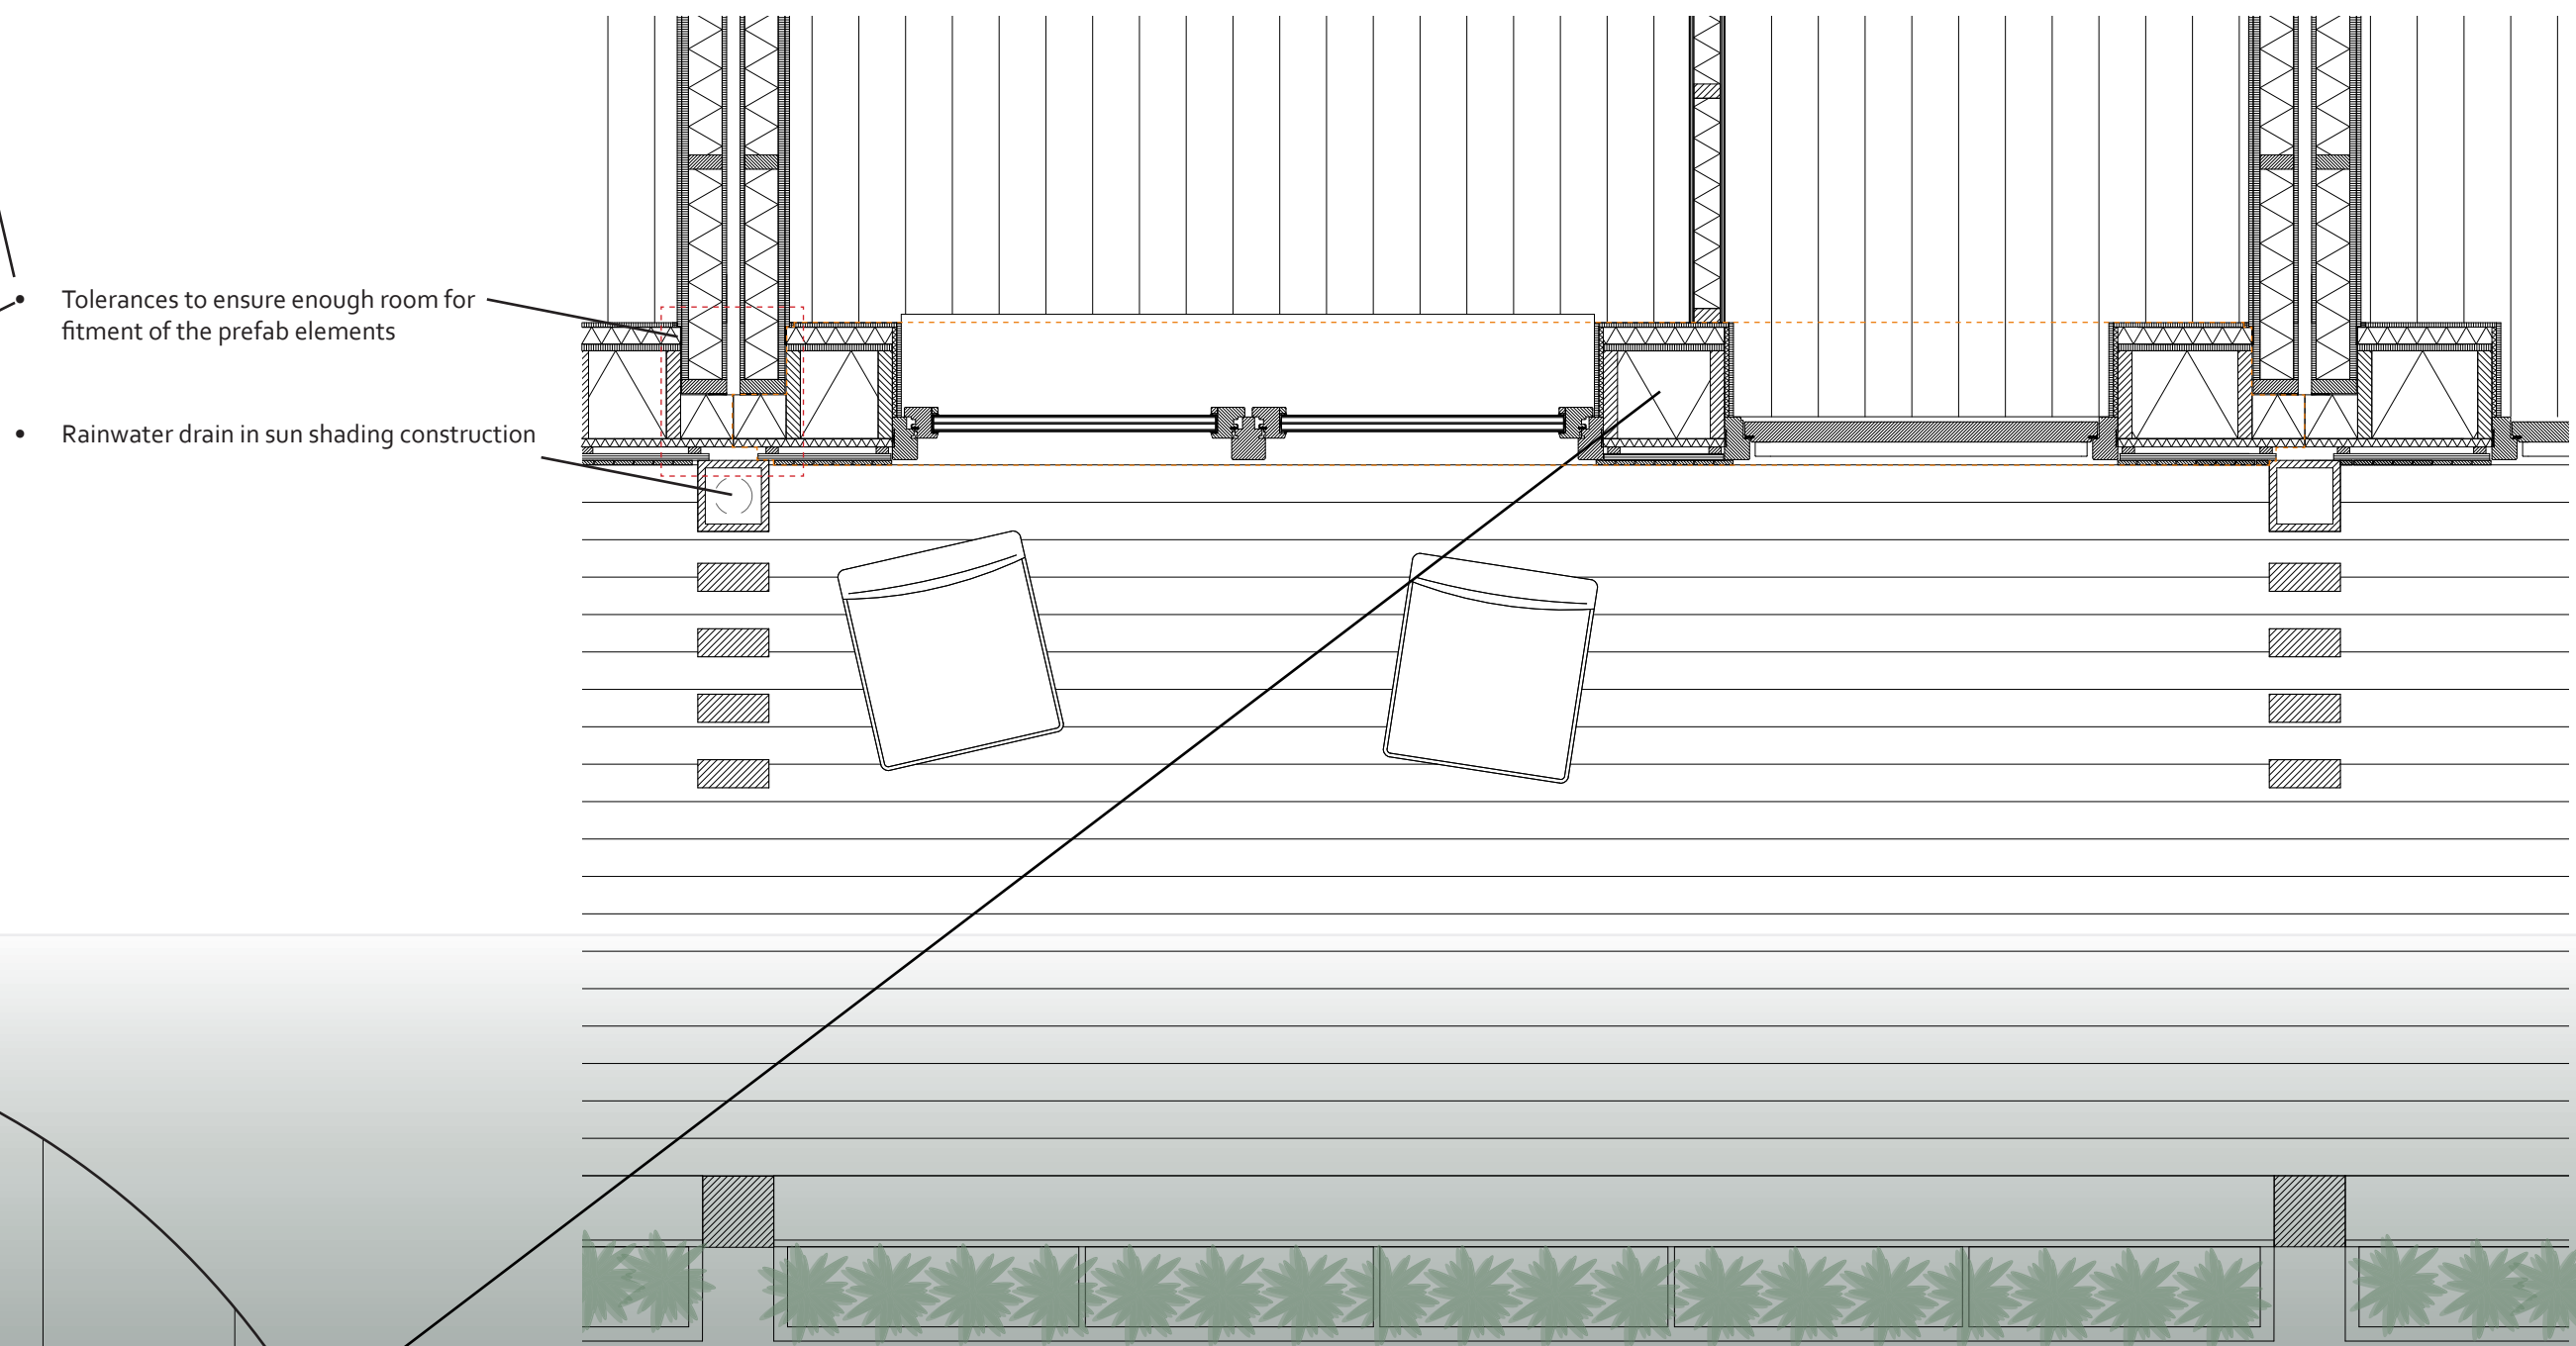 • Tolerances to ensure enough room for
fitment of the prefab elements
• Rainwater drain in sun shading construction